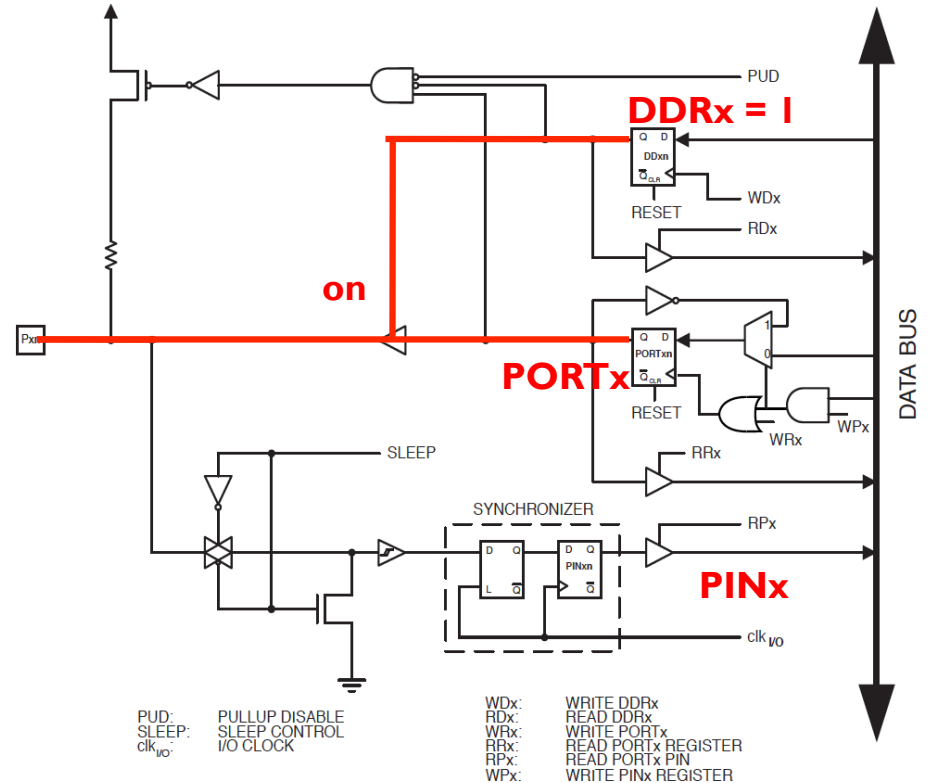 PUD
DDRx = 1
Q D
DDxn
Q CLR
WDx
RESET
RDx
on
Pxn
1
Q D
PORTxn
0
PORTx
Q CLR
RESET
WRx
WPx
DATA BUS
SLEEP
RRx
SYNCHRONIZER
RPx
D Q
D Q
PINxn
L Q
Q
PINx
clk I/O
PUD: PULLUP DISABLE
SLEEP: SLEEP CONTROL
clkI/O: I/O CLOCK
WDx: WRITE DDRx
RDx: READ DDRx
WRx: WRITE PORTx
RRx: READ PORTx REGISTER
RPx: READ PORTx PIN
WPx: WRITE PINx REGISTER